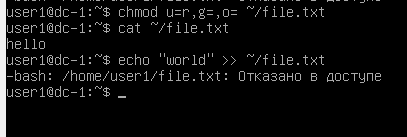 user1@dc-1:~$ chmod u=r,g=,o= ~/file.txt
user1@dc-1:~$ cat ~/file.txt
hello
user1@dc-1:~$ echo "world" >> ~/file.txt
-bash: /home/user1/file.txt: Отказано в доступе
user1@dc-1:~$ _